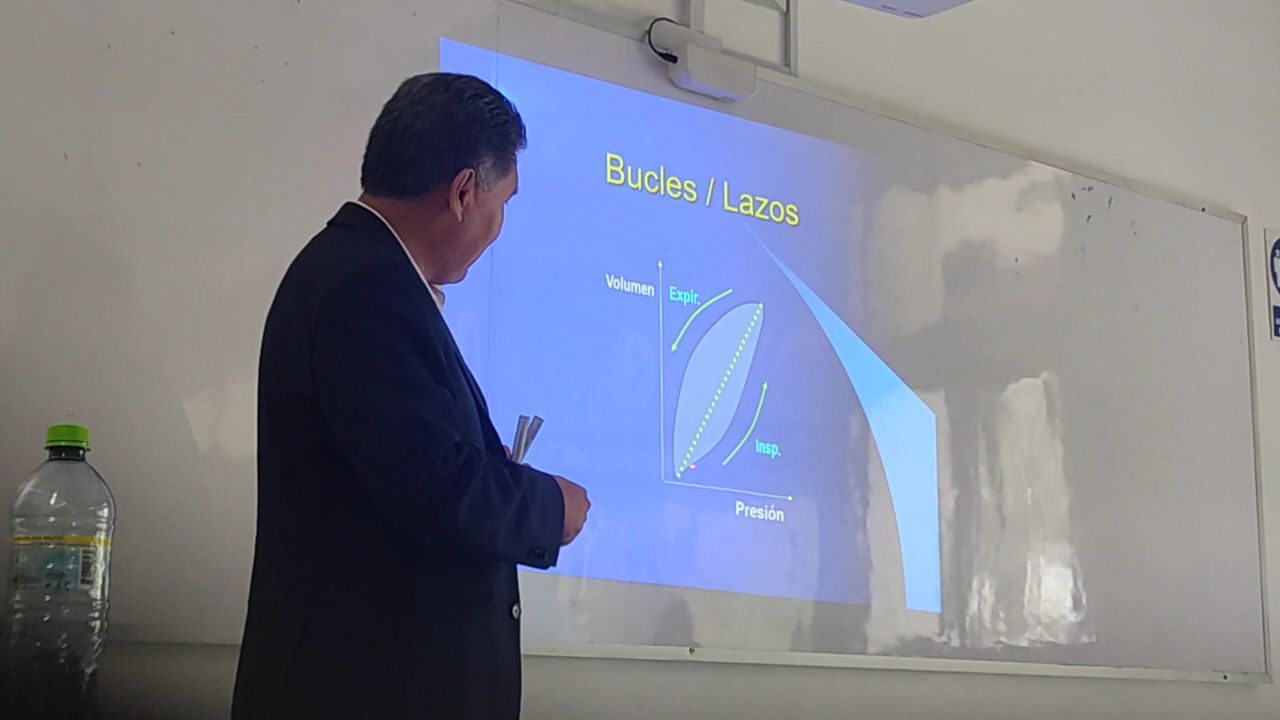 Bucles / Lazos
Volumen
Expir.
Insp.
Presión